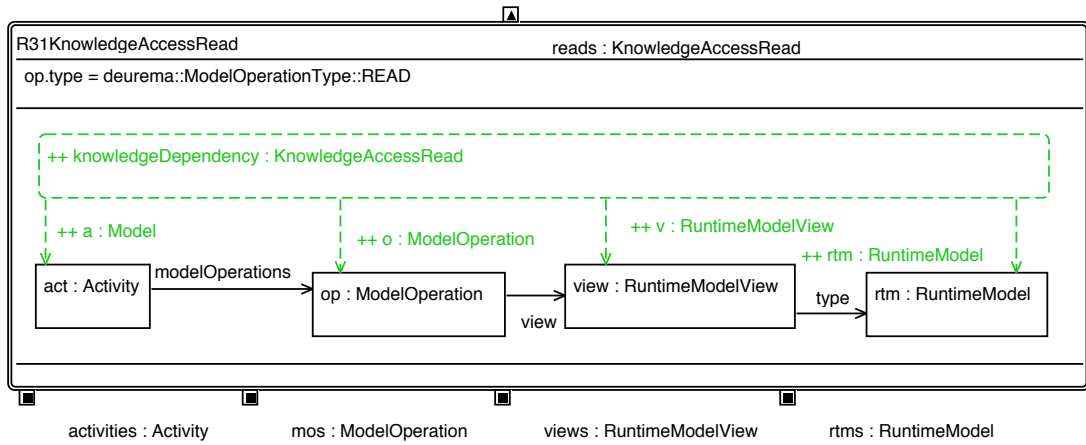 R31KnowledgeAccessRead
reads : KnowledgeAccessRead
op.type = deurema::ModelOperationType::READ
++ knowledgeDependency : KnowledgeAccessRead
++ a : Model
++ o : ModelOperation
++ v : RuntimeModelView
++ rtm : RuntimeModel
act : Activity
modelOperations
op : ModelOperation
view
view : RuntimeModelView
type
rtm : RuntimeModel
activities : Activity
mos : ModelOperation
views : RuntimeModelView
rtms : RuntimeModel